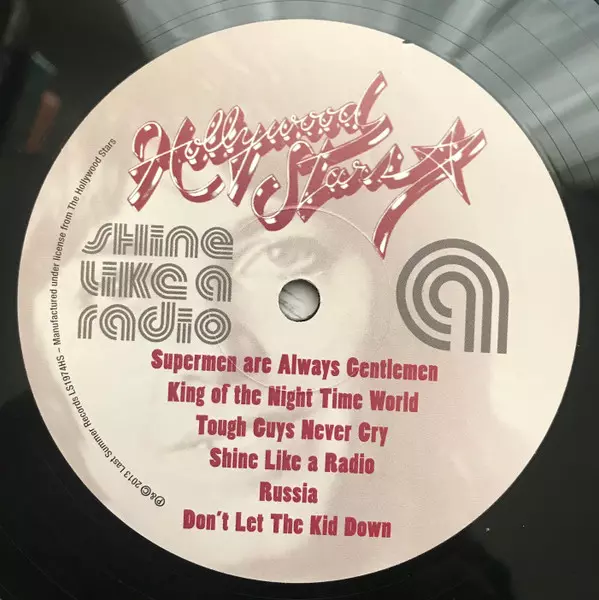 Hollywood
Stars
Shine
Like a
Radio
a
Supermen are Always Gentlemen
King of the Night Time World
Tough Guys Never Cry
Shine Like a Radio
Russia
Don't Let The Kid Down
℗&© 2013 Last Summer Records LS1974HS – Manufactured under license from The Hollywood Stars